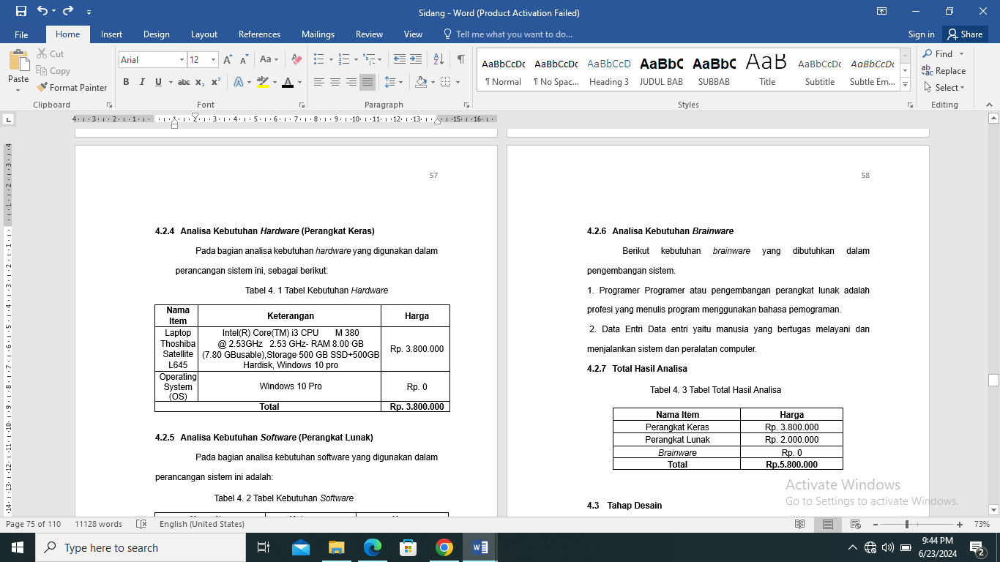 Sidang - Word (Product Activation Failed)
File Home Insert Design Layout References Mailings Review View Tell me what you want to do... Sign in Share
Paste
Cut
Copy
Format Painter
Clipboard
Arial 12
Font
Paragraph
AaBbCcDc AaBbCcDc AaBbCcD AaBbC AaBbC AaB AaBbCcDc AaBbCcDc
¶ Normal ¶ No Spac... Heading 3 JUDUL BAB SUBBAB Title Subtitle Subtle Em...
Styles
Find
Replace
Select
Editing
57
4.2.4 Analisa Kebutuhan Hardware (Perangkat Keras)
Pada bagian analisa kebutuhan hardware yang digunakan dalam
perancangan sistem ini, sebagai berikut:
Tabel 4. 1 Tabel Kebutuhan Hardware
Nama Item Keterangan Harga
Laptop Thoshiba Satellite L645
Intel(R) Core(TM) i3 CPU M 380
@ 2.53GHz 2.53 GHz- RAM 8.00 GB
(7.80 GBusable),Storage 500 GB SSD+500GB
Hardisk, Windows 10 pro
Rp. 3.800.000
Operating System (OS) Windows 10 Pro Rp. 0
Total Rp. 3.800.000
4.2.5 Analisa Kebutuhan Software (Perangkat Lunak)
Pada bagian analisa kebutuhan software yang digunakan dalam
perancangan sistem ini adalah:
Tabel 4. 2 Tabel Kebutuhan Software
58
4.2.6 Analisa Kebutuhan Brainware
Berikut kebutuhan brainware yang dibutuhkan dalam
pengembangan sistem.
1. Programer Programer atau pengembangan perangkat lunak adalah
profesi yang menulis program menggunakan bahasa pemograman.
2. Data Entri Data entri yaitu manusia yang bertugas melayani dan
menjalankan sistem dan peralatan computer.
4.2.7 Total Hasil Analisa
Tabel 4. 3 Tabel Total Hasil Analisa
Nama Item Harga
Perangkat Keras Rp. 3.800.000
Perangkat Lunak Rp. 2.000.000
Brainware Rp. 0
Total Rp.5.800.000
4.3 Tahap Desain
Activate Windows
Go to Settings to activate Windows.
Page 75 of 110 11128 words English (United States) 73%
Type here to search
9:44 PM
6/23/2024
2